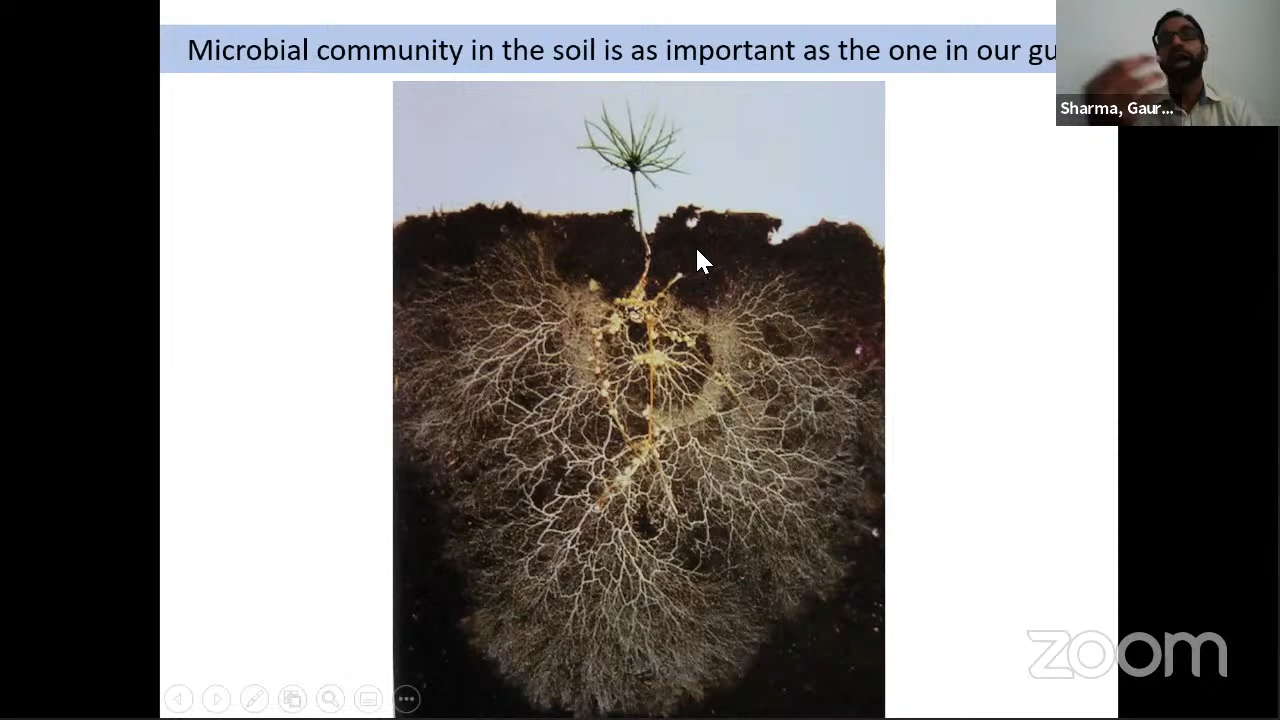 Microbial community in the soil is as important as the one in our gu
Sharma, Gaur...
zoom